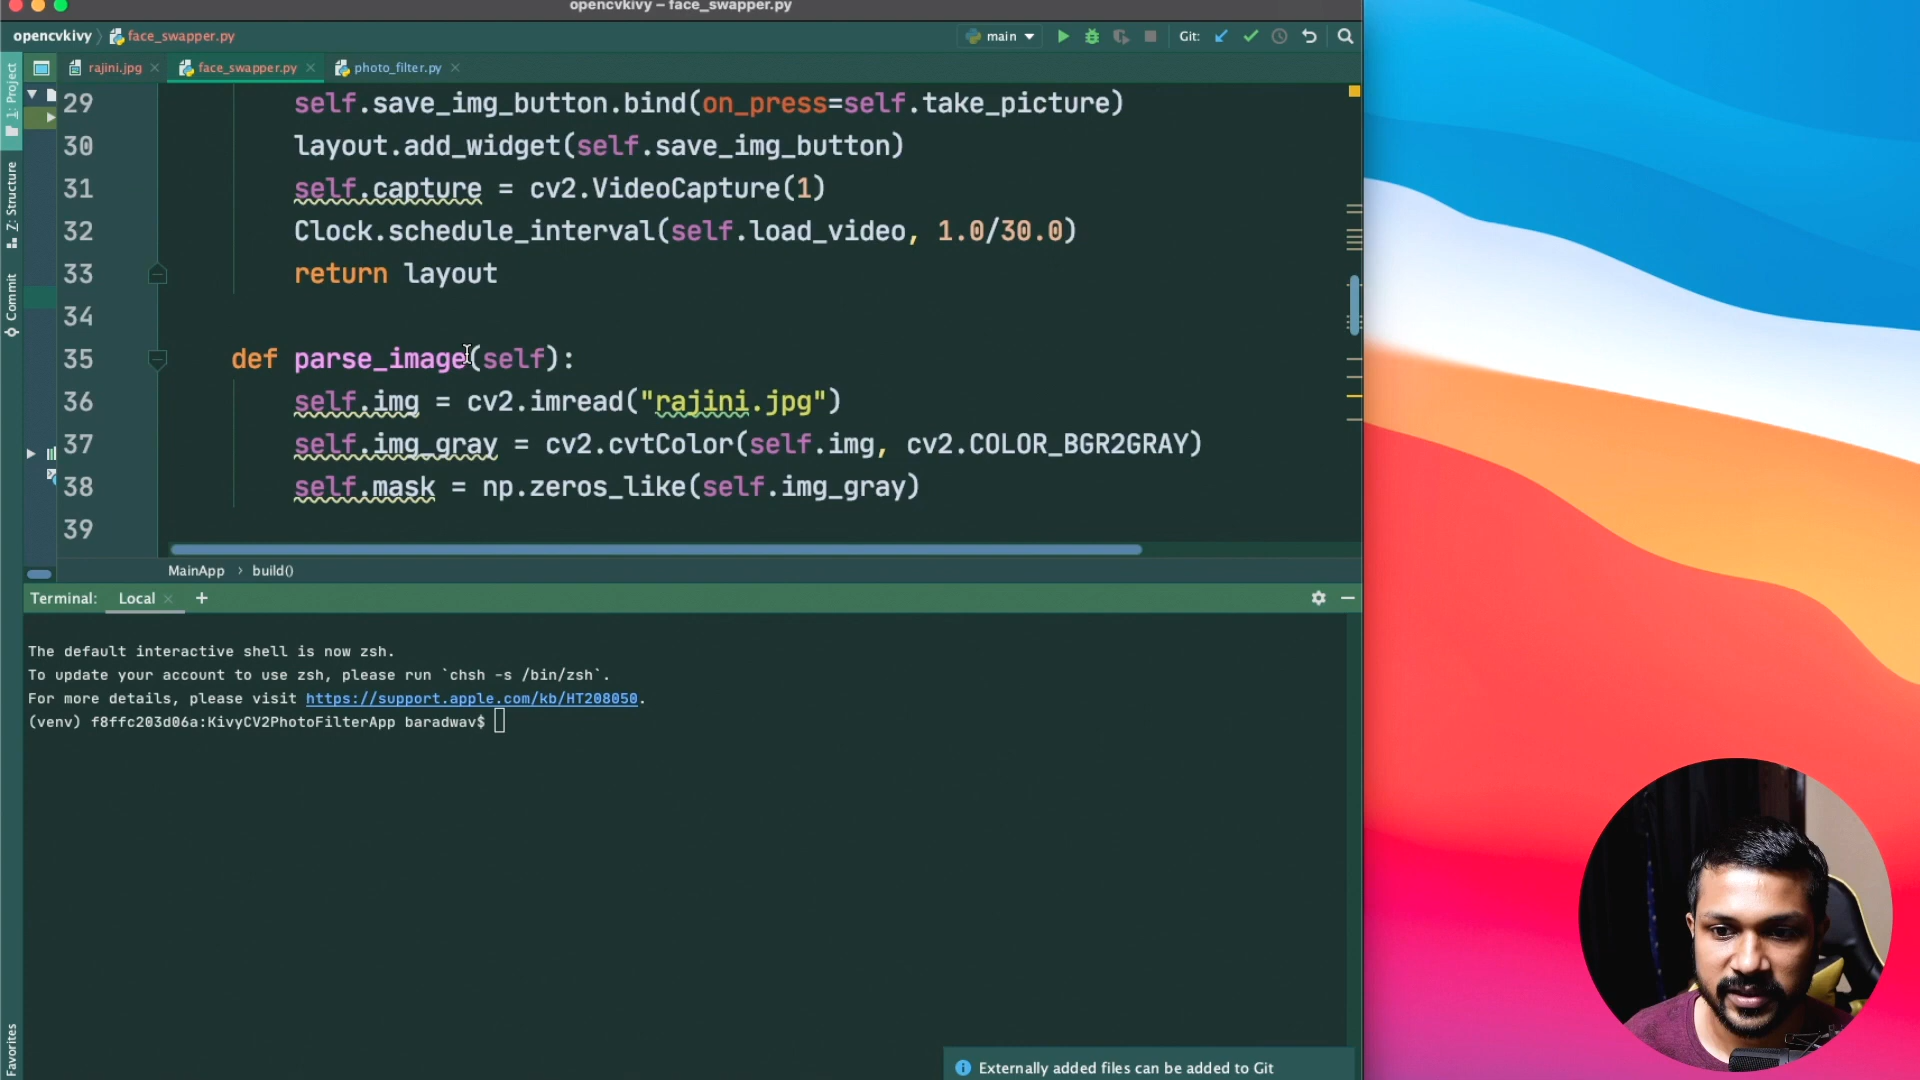 opencvkivy – face_swapper.py
opencvkivy face_swapper.py main Git:
rajini.jpg face_swapper.py photo_filter.py
1: Project
Z: Structure
Commit
Favorites
29 self.save_img_button.bind(on_press=self.take_picture)
30 layout.add_widget(self.save_img_button)
31 self.capture = cv2.VideoCapture(1)
32 Clock.schedule_interval(self.load_video, 1.0/30.0)
33 return layout
34
35 def parse_image(self):
36 self.img = cv2.imread("rajini.jpg")
37 self.img_gray = cv2.cvtColor(self.img, cv2.COLOR_BGR2GRAY)
38 self.mask = np.zeros_like(self.img_gray)
39
MainApp › build()
Terminal: Local +
The default interactive shell is now zsh.
To update your account to use zsh, please run `chsh -s /bin/zsh`.
For more details, please visit https://support.apple.com/kb/HT208050.
(venv) f8ffc203d06a:KivyCV2PhotoFilterApp baradwav$
Externally added files can be added to Git